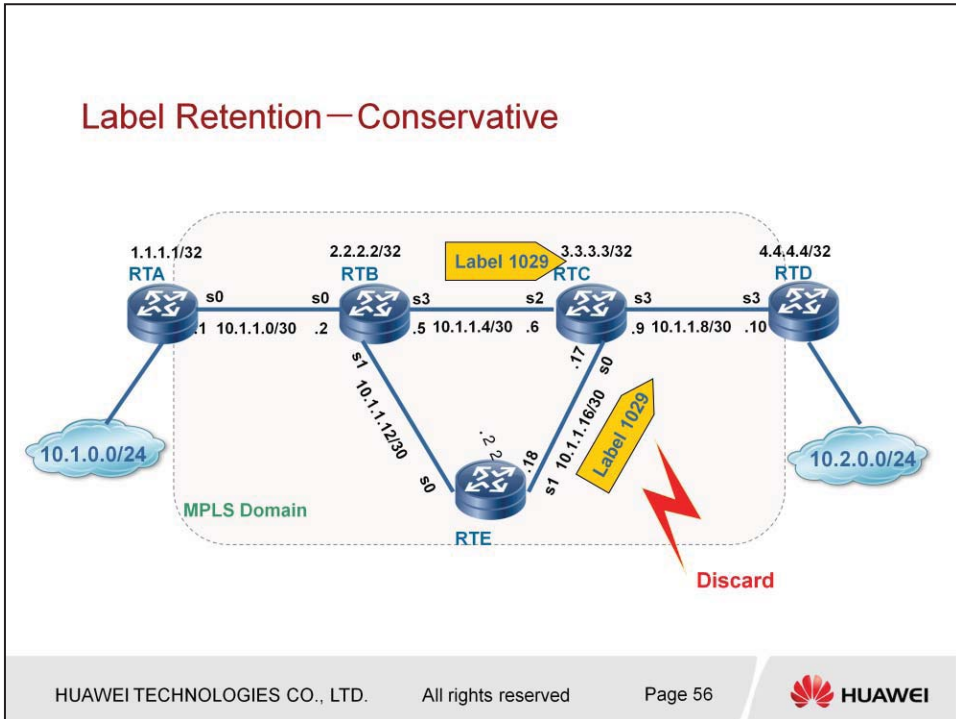 Label Retention－Conservative
1.1.1.1/32
2.2.2.2/32
Label 1029
3.3.3.3/32
4.4.4.4/32
RTA
RTB
RTC
RTD
s0
s0
s3
s2
s3
s3
.1
10.1.1.0/30
.2
.5
10.1.1.4/30
.6
.9
10.1.1.8/30
.10
s1
10.1.1.12/30
s0
.17
s0
10.1.1.16/30
.18
s1
Label 1029
10.1.0.0/24
10.2.0.0/24
MPLS Domain
RTE
Discard
HUAWEI TECHNOLOGIES CO., LTD.
All rights reserved
Page 56
HUAWEI